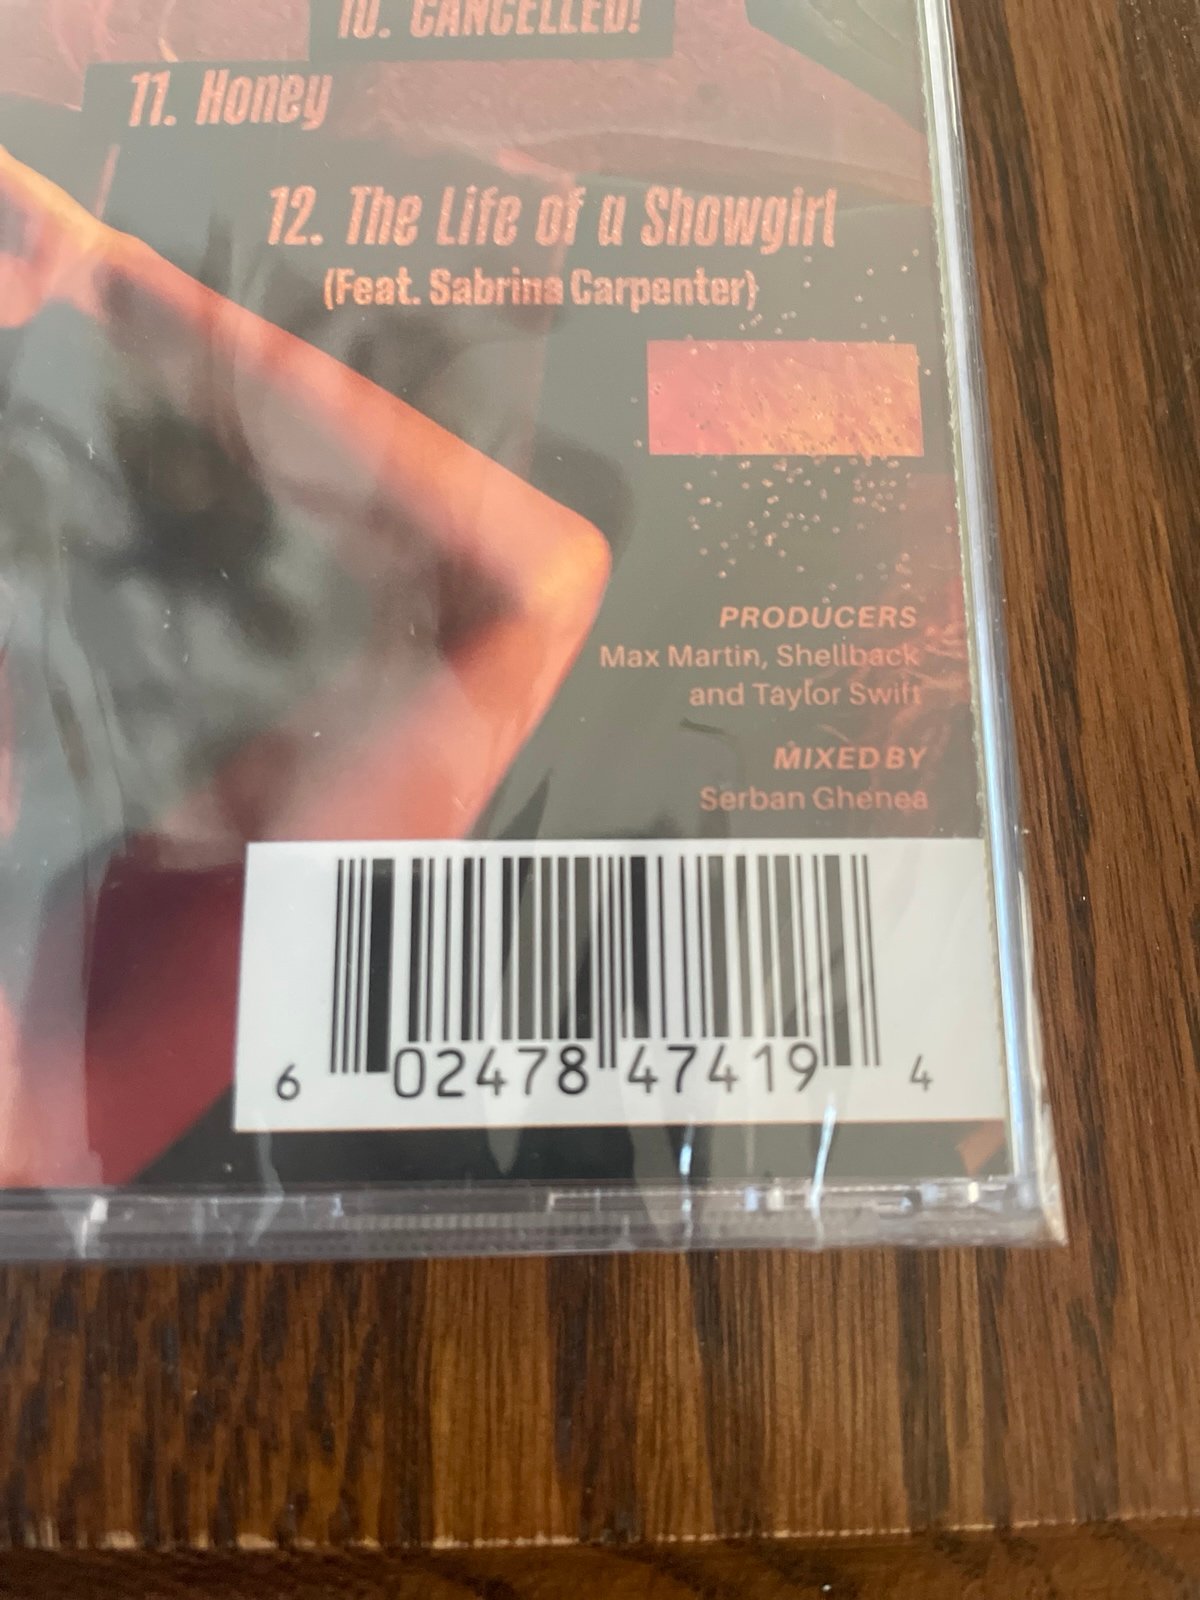 10. CANCELLED!
11. Honey
12. The Life of a Showgirl
(Feat. Sabrina Carpenter)
PRODUCERS
Max Martin, Shellback
and Taylor Swift
MIXED BY
Serban Ghenea
6 02478 47419 4